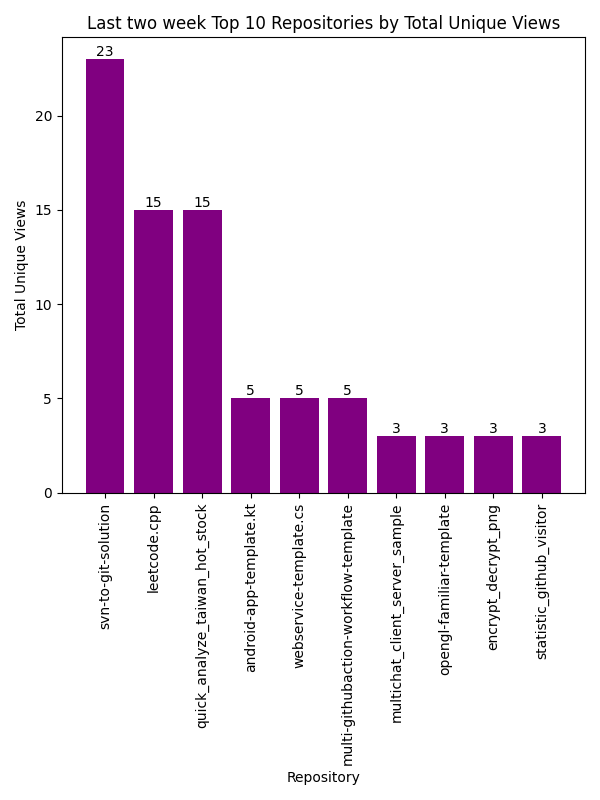 Last two week Top 10 Repositories by Total Unique Views
23
15
15
5
5
5
3
3
3
3
20
15
10
5
0
Total Unique Views
svn-to-git-solution
leetcode.cpp
quick_analyze_taiwan_hot_stock
android-app-template.kt
webservice-template.cs
multi-githubaction-workflow-template
multichat_client_server_sample
opengl-familiar-template
encrypt_decrypt_png
statistic_github_visitor
Repository